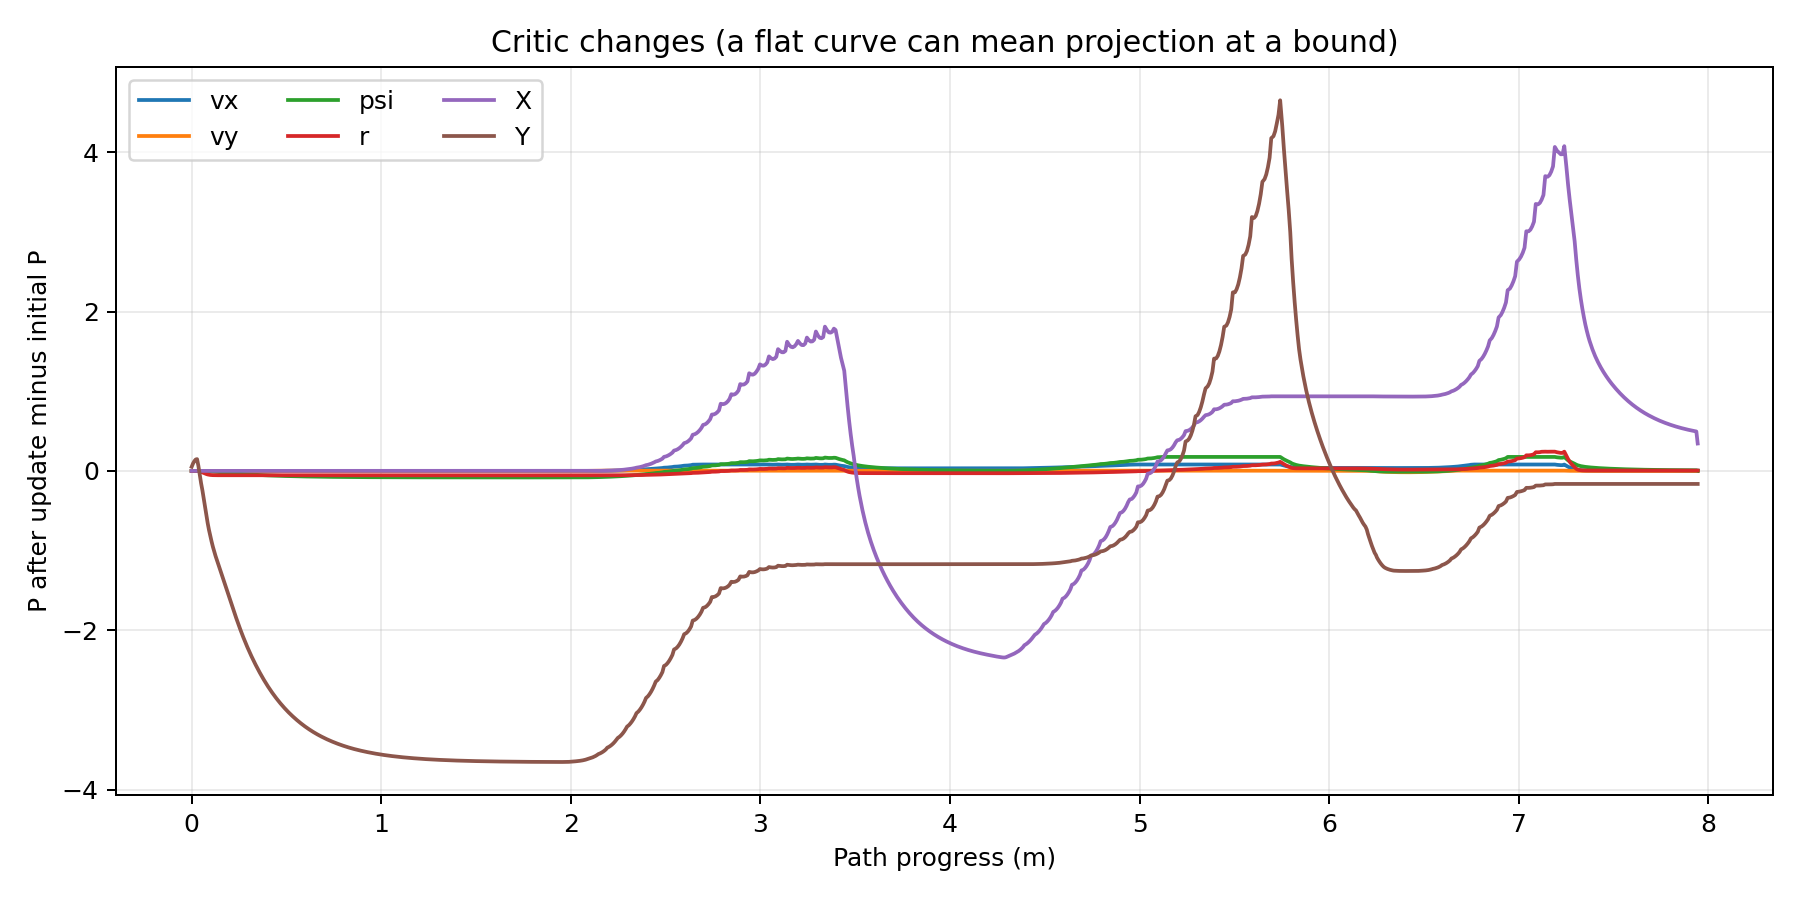 Critic changes (a flat curve can mean projection at a bound)
vx psi X
vy r Y
P after update minus initial P
4
2
0
−2
−4
0 1 2 3 4 5 6 7 8
Path progress (m)